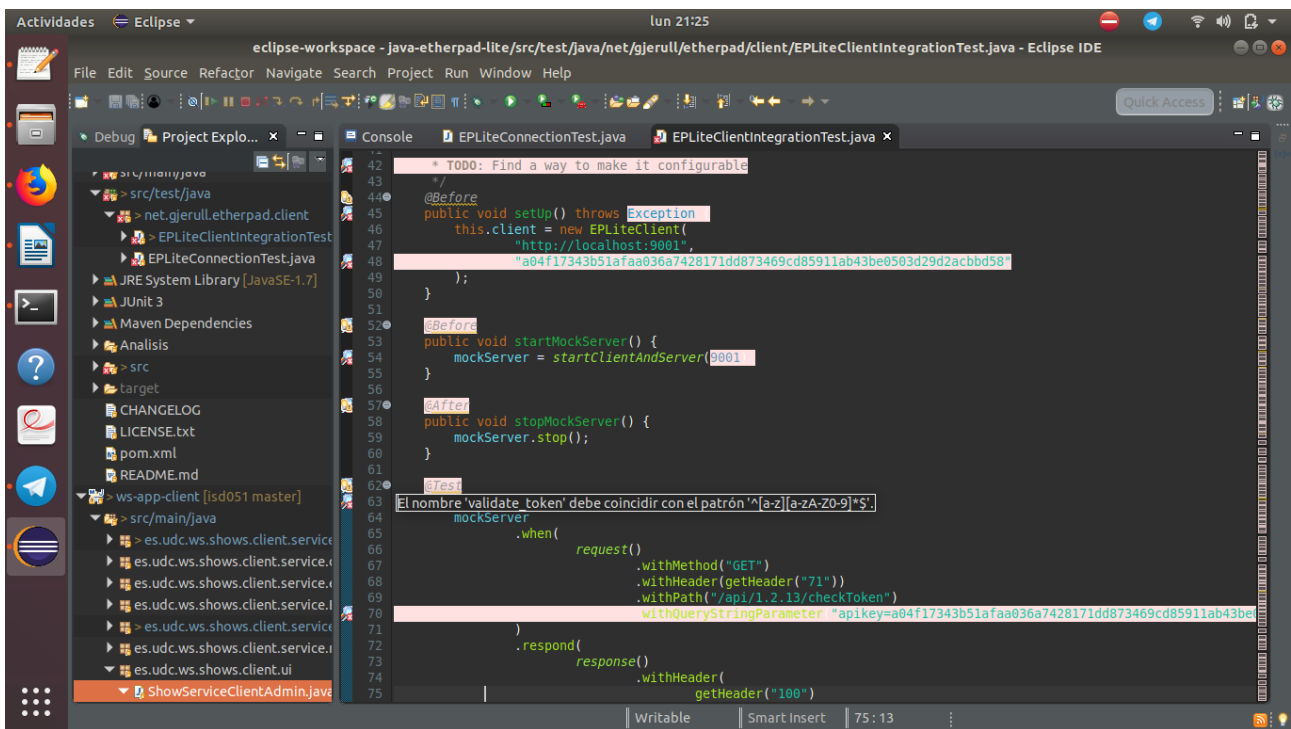 Actividades
Eclipse
lun 21:25
eclipse-workspace - java-etherpad-lite/src/test/java/net/gjerull/etherpad/client/EPLiteClientIntegrationTest.java - Eclipse IDE
File Edit Source Refactor Navigate Search Project Run Window Help
Quick Access
Debug
Project Explo...
Console
EPLiteConnectionTest.java
EPLiteClientIntegrationTest.java
src/main/java
> src/test/java
> net.gjerull.etherpad.client
> EPLiteClientIntegrationTest
EPLiteConnectionTest.java
JRE System Library [JavaSE-1.7]
JUnit 3
Maven Dependencies
Analisis
> src
target
CHANGELOG
LICENSE.txt
pom.xml
README.md
> ws-app-client [isd051 master]
> src/main/java
> es.udc.ws.shows.client.service
es.udc.ws.shows.client.service.
es.udc.ws.shows.client.service.
es.udc.ws.shows.client.service.
> es.udc.ws.shows.client.service
es.udc.ws.shows.client.service.
es.udc.ws.shows.client.ui
ShowServiceClientAdmin.java
41
42 * TODO: Find a way to make it configurable
43 */
44 @Before
45 public void setUp() throws Exception
46 this.client = new EPLiteClient(
47 "http://localhost:9001",
48 "a04f17343b51afaa036a7428171dd873469cd85911ab43be0503d29d2acbbd58"
49 );
50 }
51
52 @Before
53 public void startMockServer() {
54 mockServer = startClientAndServer(9001
55 }
56
57 @After
58 public void stopMockServer() {
59 mockServer.stop();
60 }
61
62 @Test
63 El nombre 'validate_token' debe coincidir con el patrón '^[a-z][a-zA-Z0-9]*$'.
64 mockServer
65 .when(
66 request()
67 .withMethod("GET")
68 .withHeader(getHeader("71"))
69 .withPath("/api/1.2.13/checkToken")
70 withQueryStringParameter "apikey=a04f17343b51afaa036a7428171dd873469cd85911ab43be0
71 )
72 .respond(
73 response()
74 .withHeader(
75 getHeader("100")
Writable
Smart Insert
75 : 13